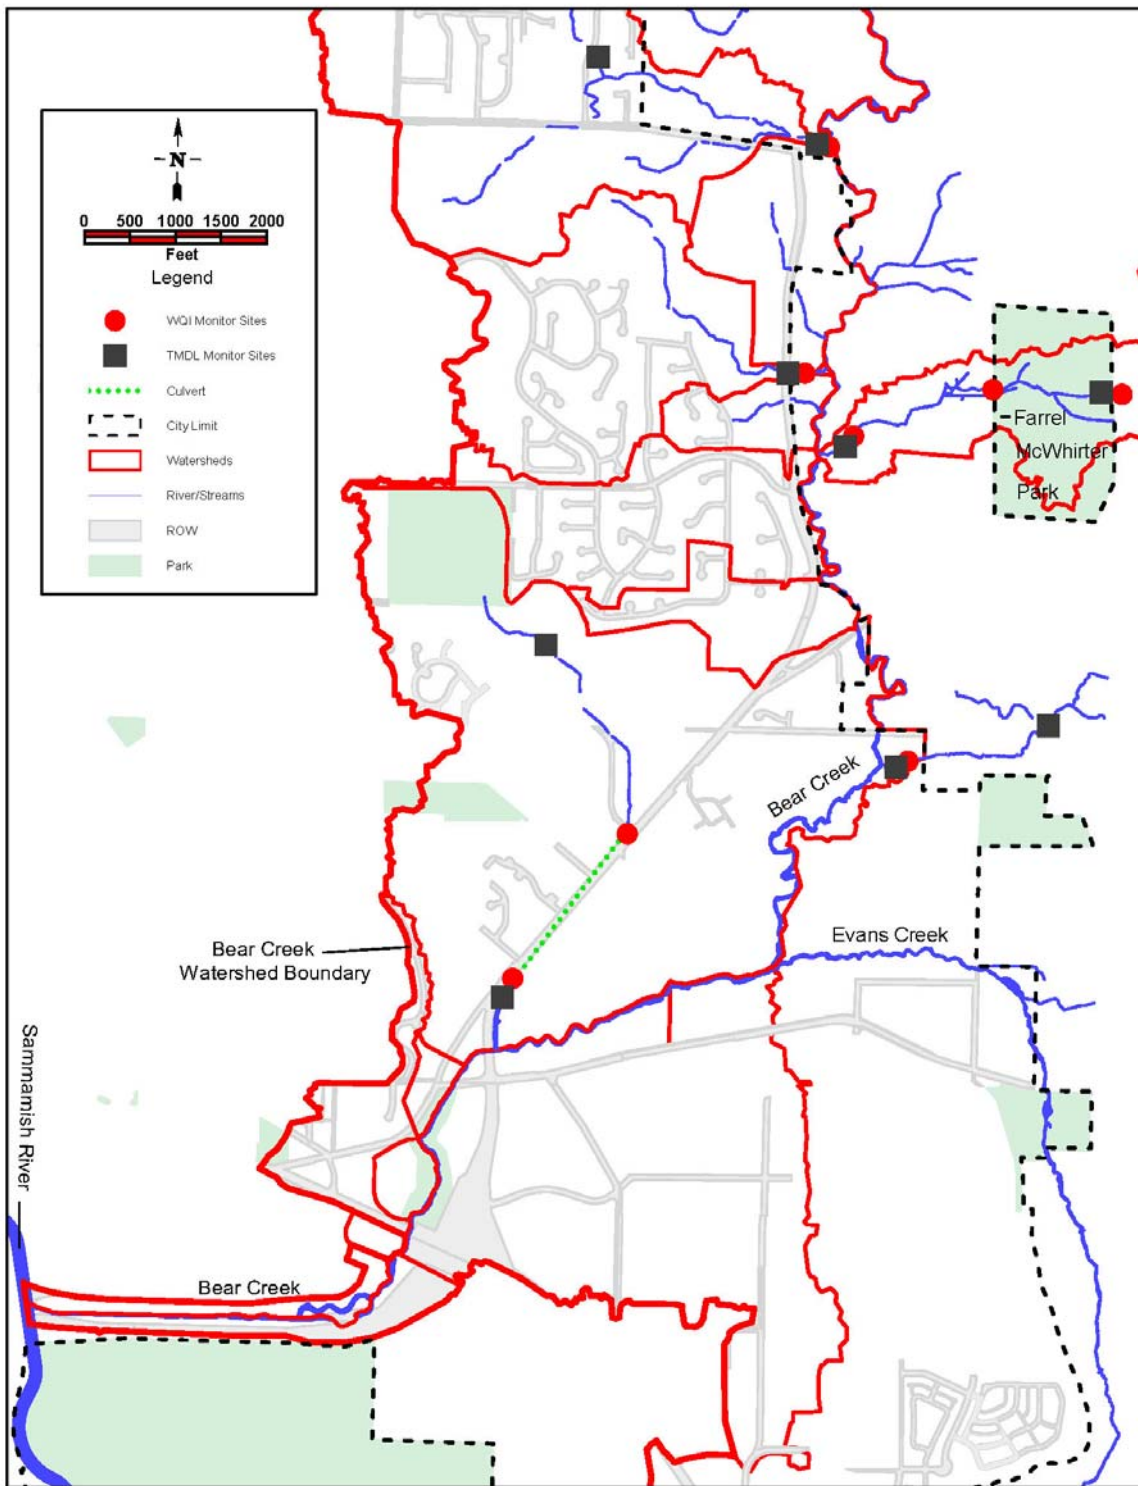 N
0 500 1000 1500 2000
Feet
Legend
WQI Monitor Sites
TMDL Monitor Sites
Culvert
City Limit
Watersheds
River/Streams
ROW
Park
Farrel
McWhirter
Park
Bear Creek
Evans Creek
Bear Creek
Watershed Boundary
Sammamish River
Bear Creek